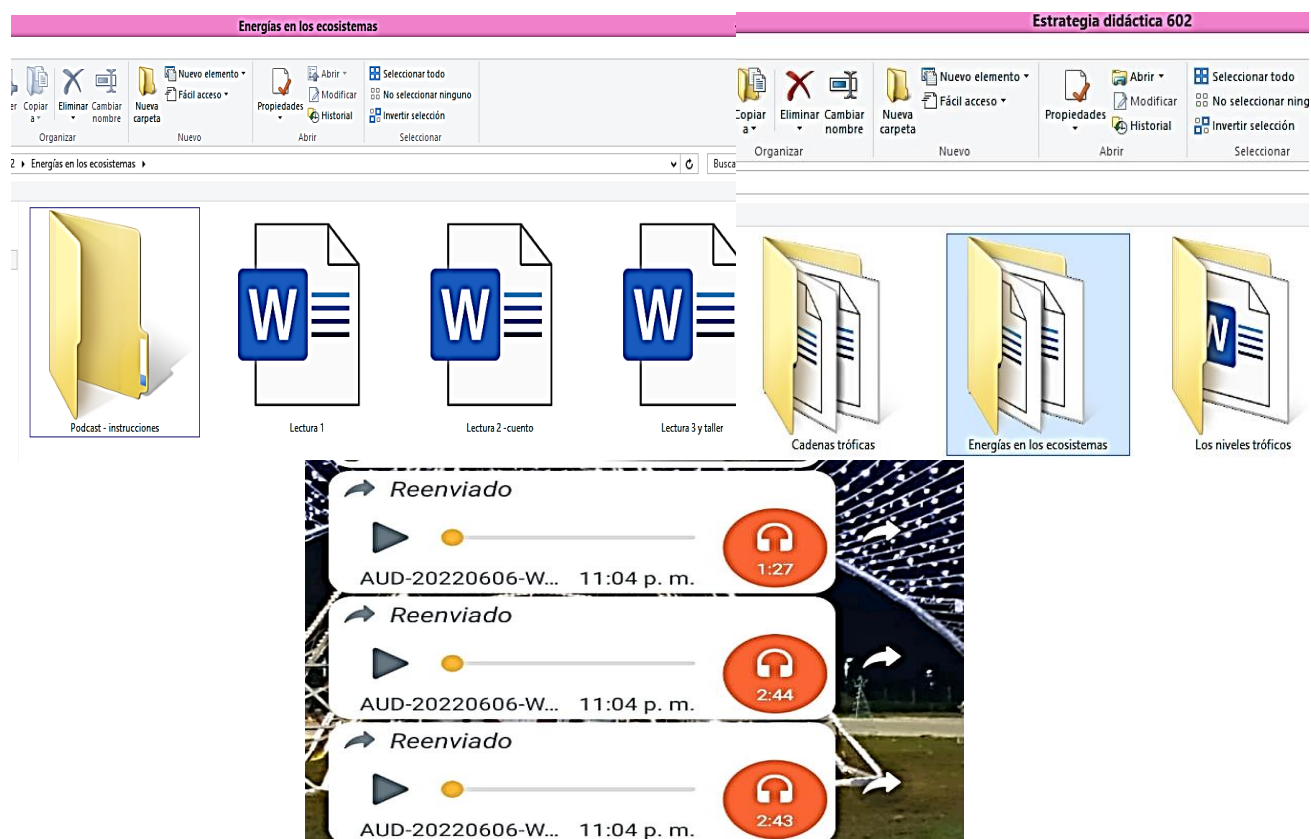 Energías en los ecosistemas
Copiar a
Eliminar
Cambiar nombre
Nueva carpeta
Nuevo elemento
Fácil acceso
Propiedades
Abrir
Modificar
Historial
Seleccionar todo
No seleccionar ninguno
Invertir selección
Organizar
Nuevo
Abrir
Seleccionar
2 Energías en los ecosistemas
Busca
Podcast - instrucciones
Lectura 1
Lectura 2 -cuento
Lectura 3 y taller
Estrategia didáctica 602
Copiar a
Eliminar
Cambiar nombre
Nueva carpeta
Nuevo elemento
Fácil acceso
Propiedades
Abrir
Modificar
Historial
Seleccionar todo
No seleccionar ning
Invertir selección
Organizar
Nuevo
Abrir
Seleccionar
Cadenas tróficas
Energías en los ecosistemas
Los niveles tróficos
Reenviado
1:27
AUD-20220606-W... 11:04 p. m.
Reenviado
2:44
AUD-20220606-W... 11:04 p. m.
Reenviado
2:43
AUD-20220606-W... 11:04 p. m.